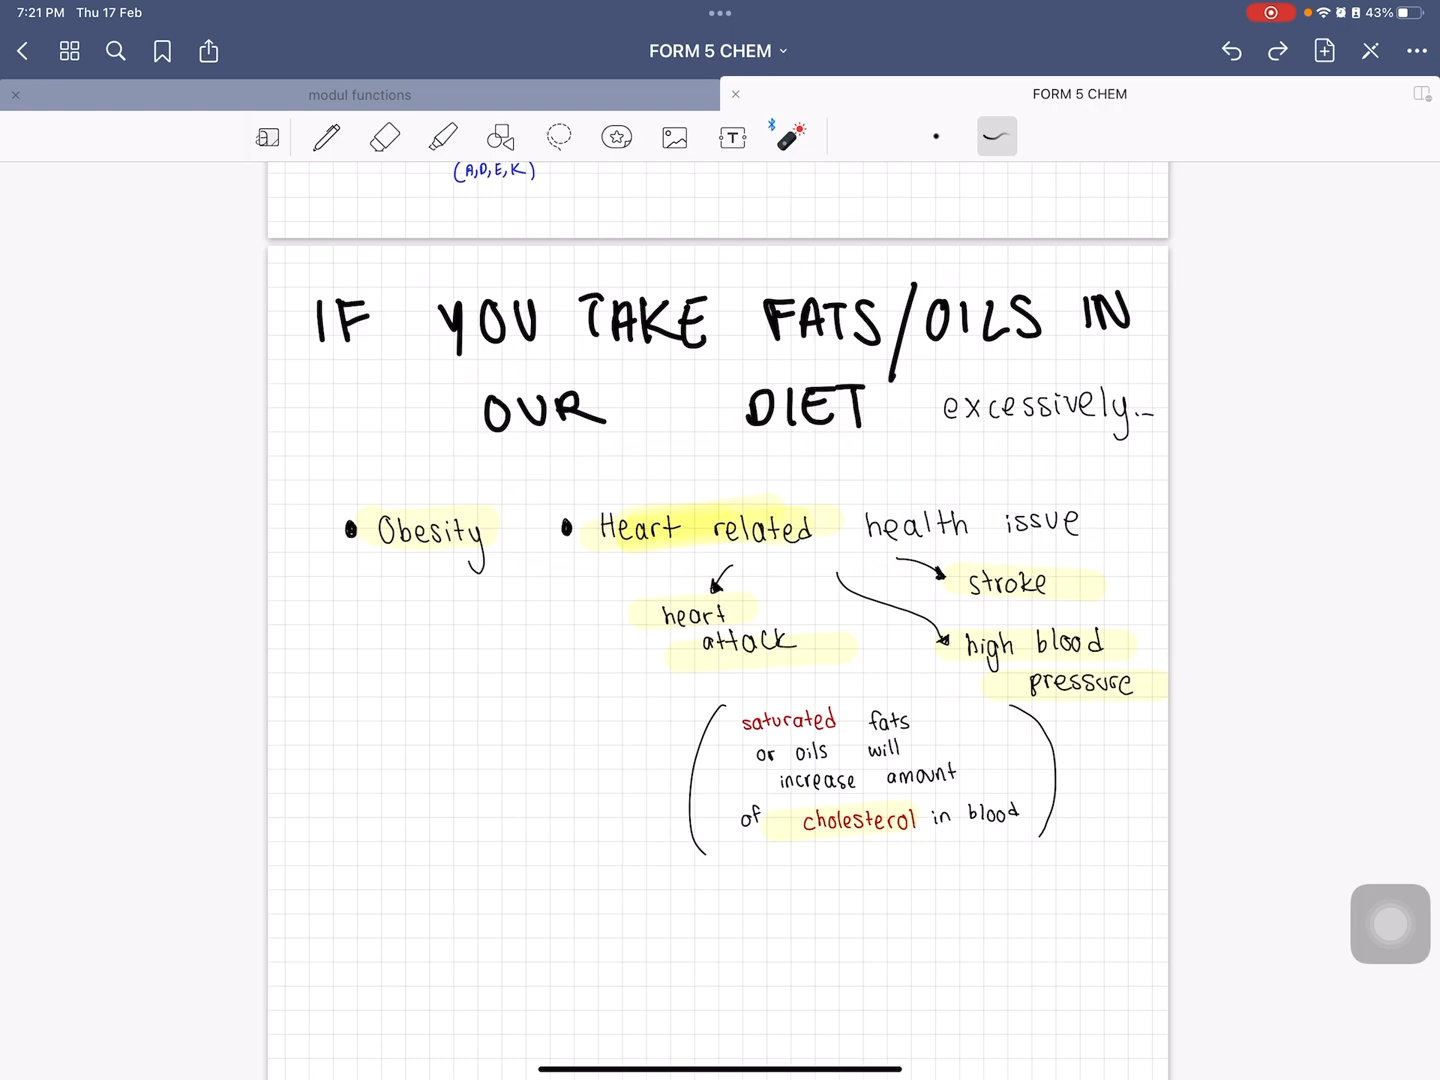 7:21 PM Thu 17 Feb
43%
FORM 5 CHEM
modul functions
FORM 5 CHEM
T
(A,D,E,K)
IF YOU TAKE FATS/OILS IN
OUR DIET excessively...
• Obesity • Heart related health issue
stroke
heart
attack
high blood
pressure
(saturated fats
or oils will
increase amount
of cholesterol in blood)